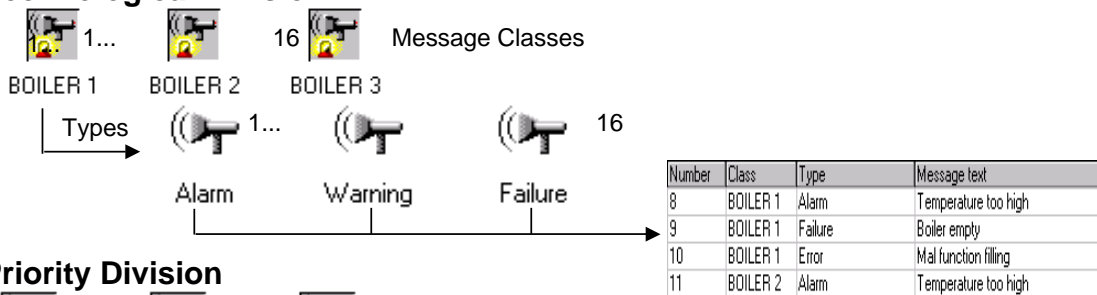 1... 1... 16 Message Classes
BOILER 1 BOILER 2 BOILER 3
Types 1... 16
Alarm Warning Failure
Number Class Type Message text
8 BOILER 1 Alarm Temperature too high
9 BOILER 1 Failure Boiler empty
10 BOILER 1 Error Mal function filling
11 BOILER 2 Alarm Temperature too high
Priority Division